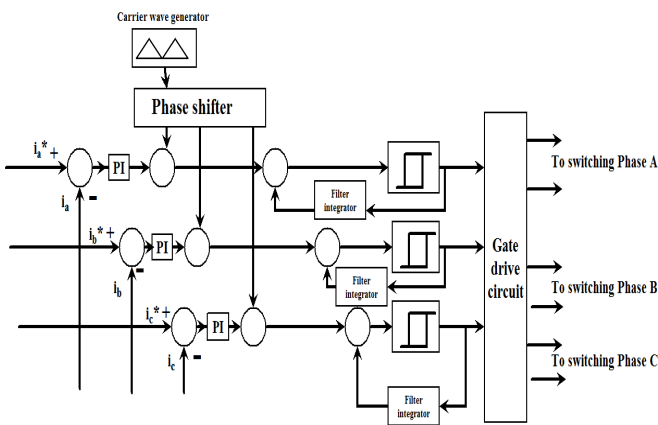 Carrier wave generator
Phase shifter
ia* +
PI
ia
-
Filter
integrator
To switching Phase A
ib* +
PI
ib
-
Filter
integrator
Gate
drive
circuit
To switching Phase B
ic* +
PI
ic
-
Filter
integrator
To switching Phase C